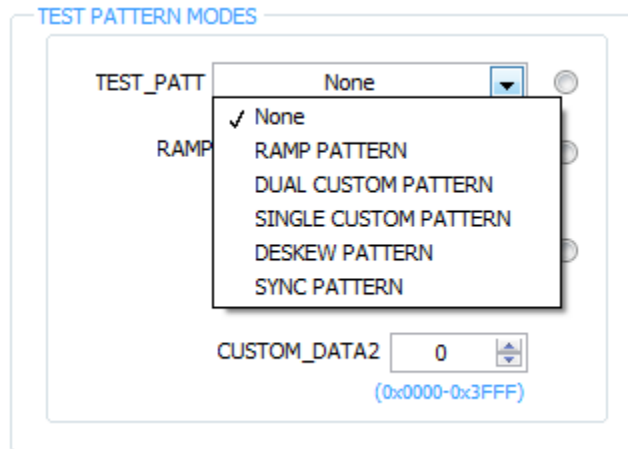 TEST PATTERN MODES
TEST_PATT None
✓ None
RAMP RAMP PATTERN
DUAL CUSTOM PATTERN
SINGLE CUSTOM PATTERN
DESKEW PATTERN
SYNC PATTERN
CUSTOM_DATA2 0
(0x0000-0x3FFF)